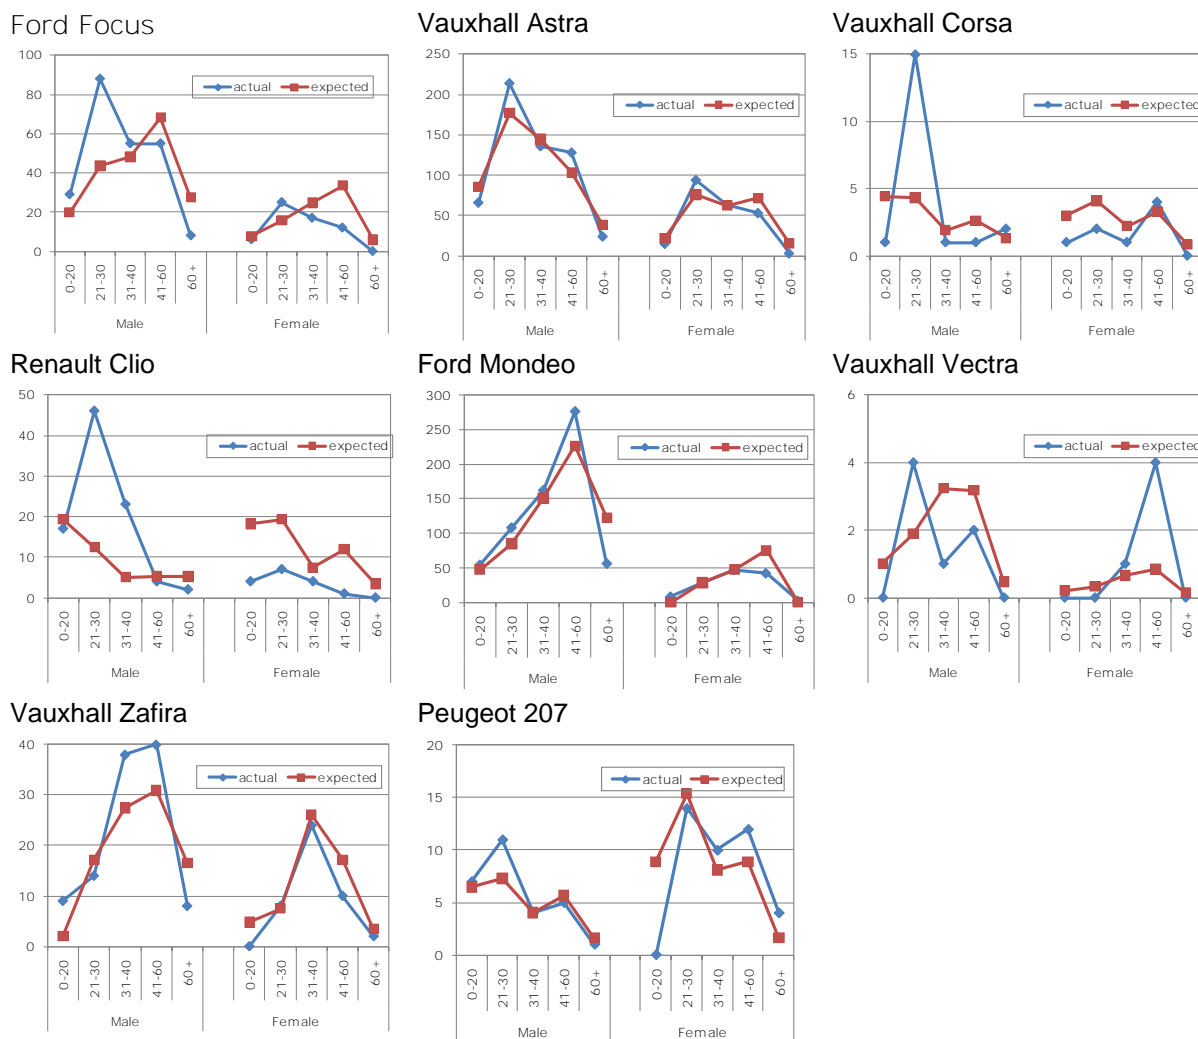 Ford Focus
100
80
60
40
20
0
actual expected
0-20 21-30 31-40 41-60 60+ 0-20 21-30 31-40 41-60 60+
Male Female
Vauxhall Astra
250
200
150
100
50
0
actual expected
0-20 21-30 31-40 41-60 60+ 0-20 21-30 31-40 41-60 60+
Male Female
Vauxhall Corsa
15
10
5
0
actual expected
0-20 21-30 31-40 41-60 60+ 0-20 21-30 31-40 41-60 60+
Male Female
Renault Clio
50
40
30
20
10
0
actual expected
0-20 21-30 31-40 41-60 60+ 0-20 21-30 31-40 41-60 60+
Male Female
Ford Mondeo
300
250
200
150
100
50
0
actual expected
0-20 21-30 31-40 41-60 60+ 0-20 21-30 31-40 41-60 60+
Male Female
Vauxhall Vectra
6
4
2
0
actual expected
0-20 21-30 31-40 41-60 60+ 0-20 21-30 31-40 41-60 60+
Male Female
Vauxhall Zafira
40
30
20
10
0
actual expected
0-20 21-30 31-40 41-60 60+ 0-20 21-30 31-40 41-60 60+
Male Female
Peugeot 207
20
15
10
5
0
actual expected
0-20 21-30 31-40 41-60 60+ 0-20 21-30 31-40 41-60 60+
Male Female